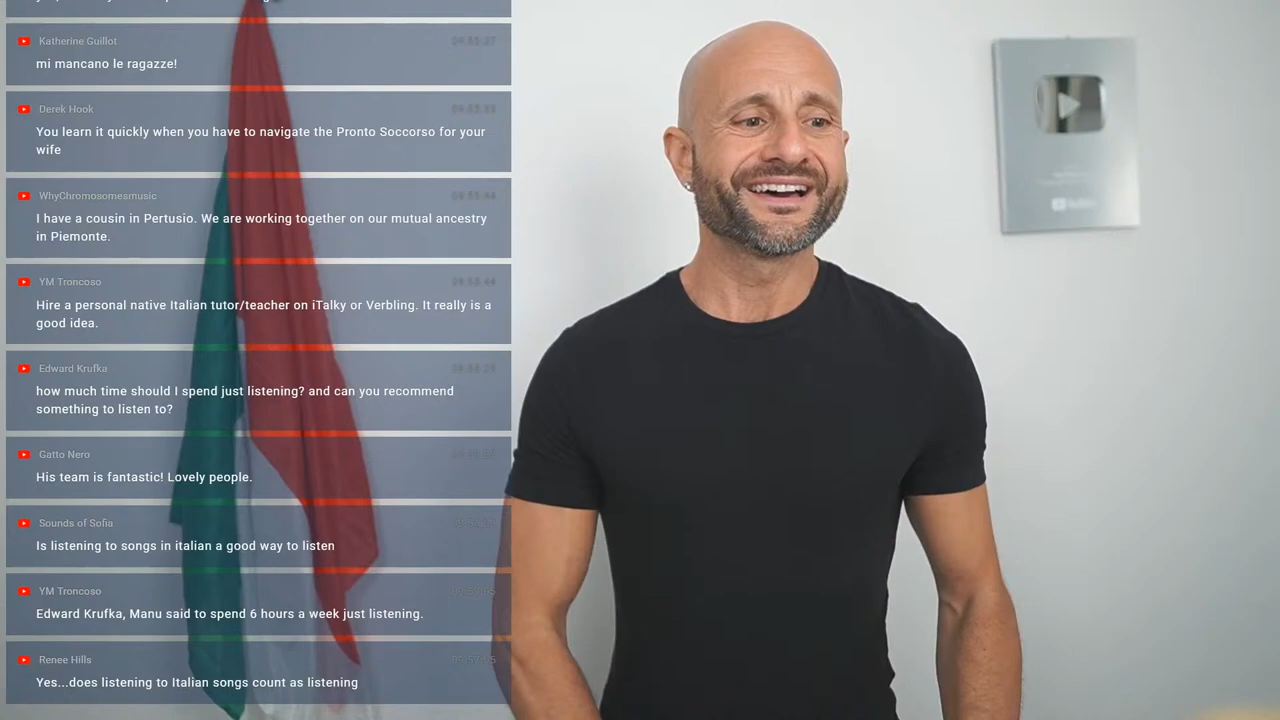 Katherine Guillot
mi mancano le ragazze!
Derek Hook
You learn it quickly when you have to navigate the Pronto Soccorso for your
wife
WhyChromosomesmusic
I have a cousin in Pertusio. We are working together on our mutual ancestry
in Piemonte.
YM Troncoso
Hire a personal native Italian tutor/teacher on iTalky or Verbling. It really is a
good idea.
Edward Krufka
how much time should I spend just listening? and can you recommend
something to listen to?
Gatto Nero
His team is fantastic! Lovely people.
Sounds of Sofia
Is listening to songs in italian a good way to listen
YM Troncoso
Edward Krufka, Manu said to spend 6 hours a week just listening.
Renee Hills
Yes...does listening to Italian songs count as listening